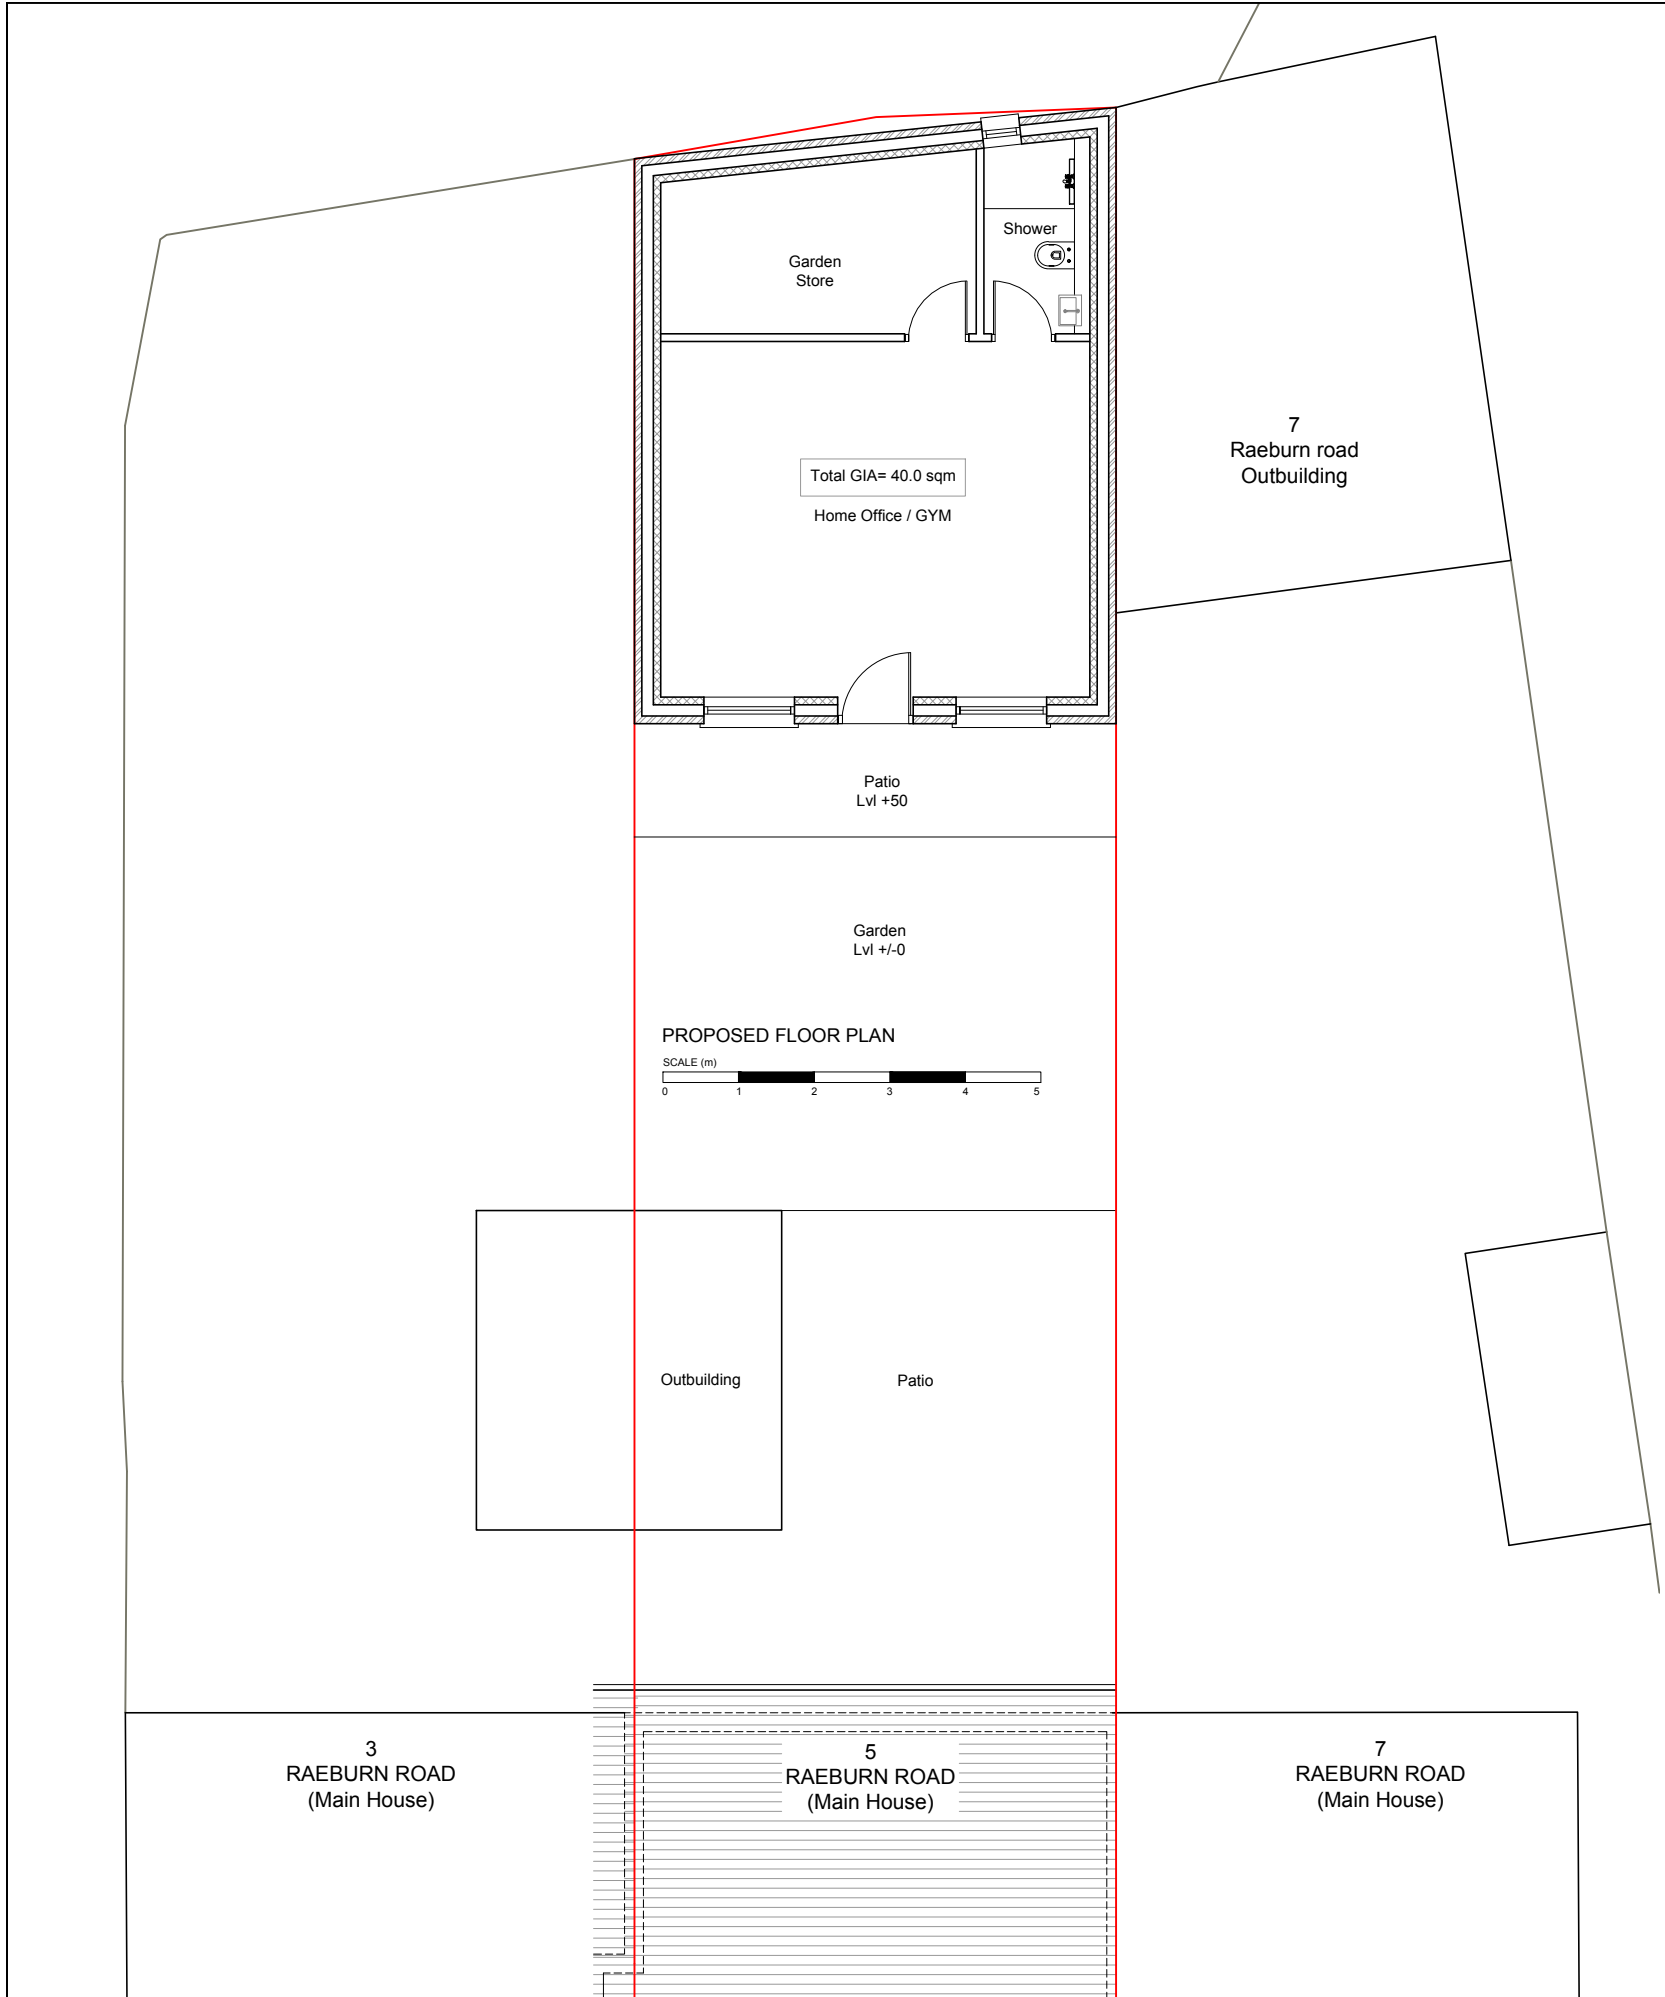 Shower
Garden
Store
7
Raeburn road
Outbuilding
Total GIA= 40.0 sqm
Home Office / GYM
Patio
Lvl +50
Garden
Lvl +/-0
PROPOSED FLOOR PLAN
SCALE (m)
0 1 2 3 4 5
Outbuilding
Patio
3
RAEBURN ROAD
(Main House)
5
RAEBURN ROAD
(Main House)
7
RAEBURN ROAD
(Main House)